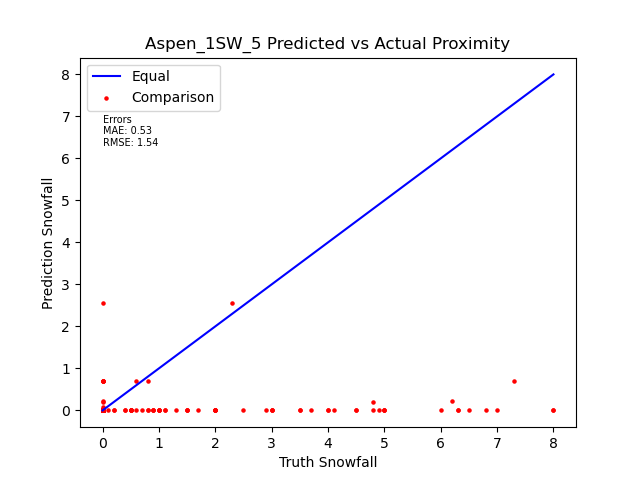 Aspen_1SW_5 Predicted vs Actual Proximity
Equal
Comparison
Errors
MAE: 0.53
RMSE: 1.54
Prediction Snowfall
8
7
6
5
4
3
2
1
0
0 1 2 3 4 5 6 7 8
Truth Snowfall